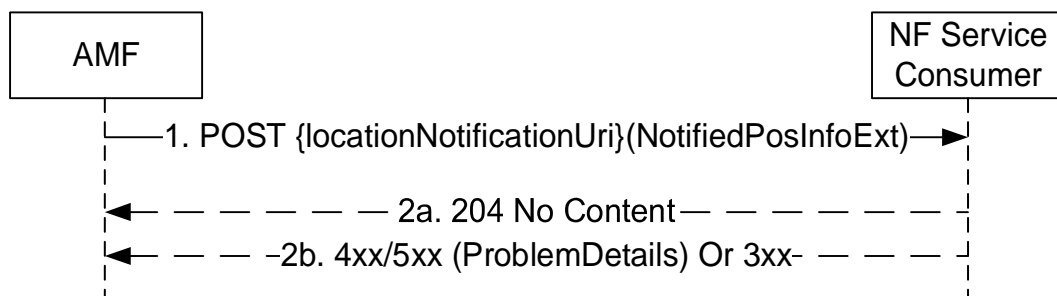 AMF
NF Service
Consumer
1. POST {locationNotificationUri}(NotifiedPosInfoExt)
2a. 204 No Content
2b. 4xx/5xx (ProblemDetails) Or 3xx